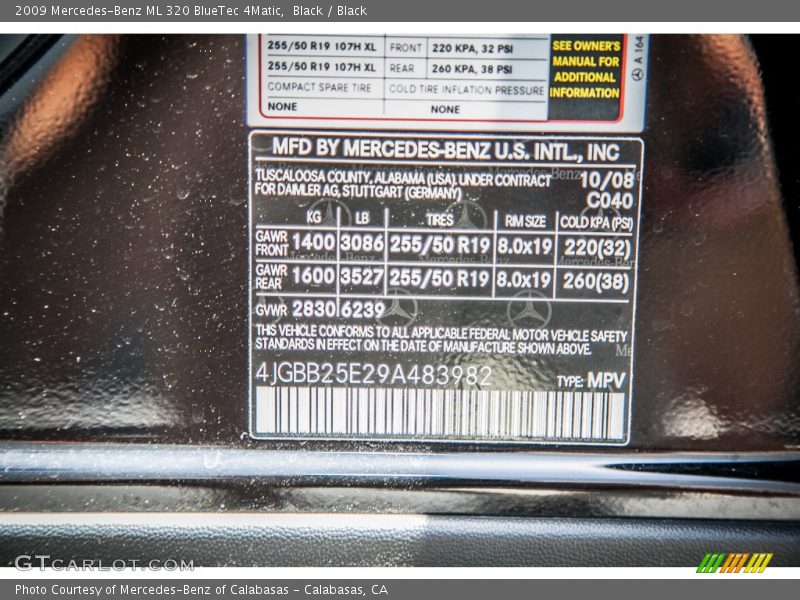 2009 Mercedes-Benz ML 320 BlueTec 4Matic, Black / Black
255/50 R19 107H XL FRONT 220 KPA, 32 PSI
255/50 R19 107H XL REAR 260 KPA, 38 PSI
COMPACT SPARE TIRE COLD TIRE INFLATION PRESSURE
NONE NONE
SEE OWNER'S
MANUAL FOR
ADDITIONAL
INFORMATION
A 164
MFD BY MERCEDES-BENZ U.S. INTL., INC
TUSCALOOSA COUNTY, ALABAMA (USA) UNDER CONTRACT 10/08
FOR DAIMLER AG, STUTTGART (GERMANY) C040
KG LB TIRES RIM SIZE COLD KPA (PSI)
GAWR FRONT 1400 3086 255/50 R19 8.0x19 220(32)
GAWR REAR 1600 3527 255/50 R19 8.0x19 260(38)
GVWR 2830 6239
THIS VEHICLE CONFORMS TO ALL APPLICABLE FEDERAL MOTOR VEHICLE SAFETY
STANDARDS IN EFFECT ON THE DATE OF MANUFACTURE SHOWN ABOVE.
4JGBB25E29A483982 TYPE: MPV
GTCARLOT.COM
Photo Courtesy of Mercedes-Benz of Calabasas - Calabasas, CA